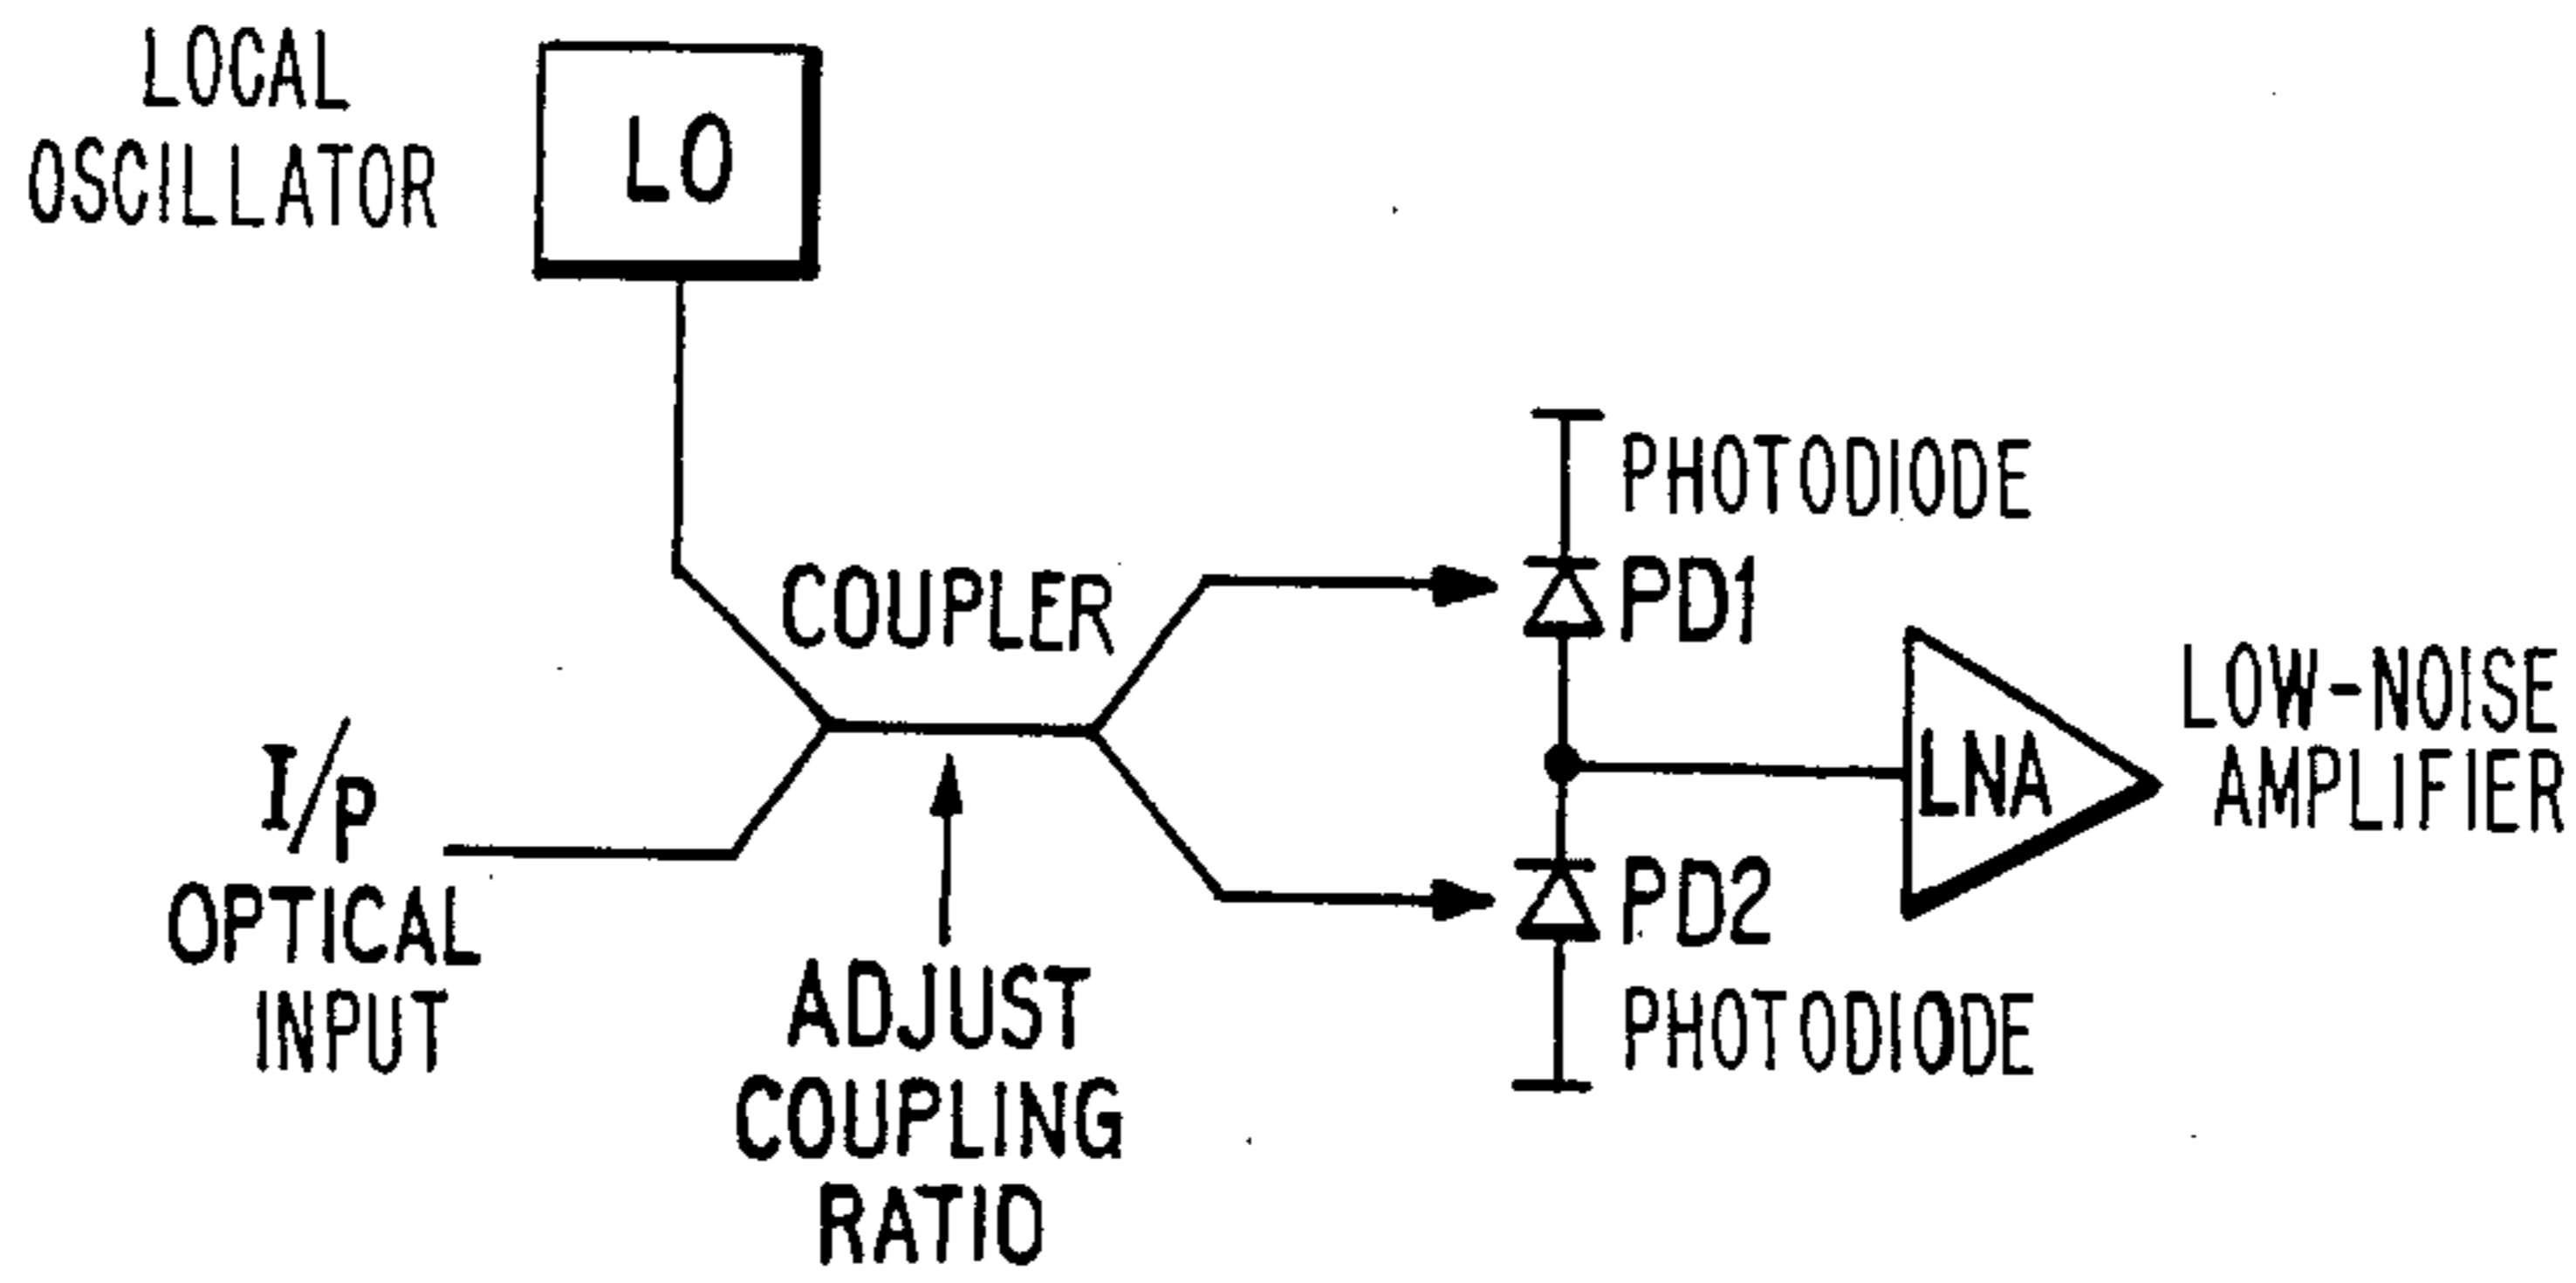 LOCAL
OSCILLATOR
LO
COUPLER
PHOTODIODE
PD1
I/P
OPTICAL
INPUT
ADJUST
COUPLING
RATIO
LNA
LOW-NOISE
AMPLIFIER
PD2
PHOTODIODE